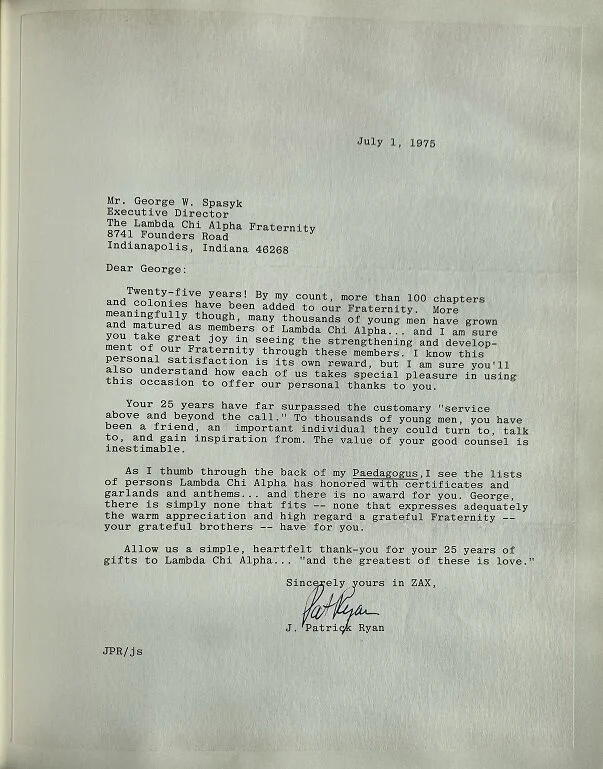 July 1, 1975
Mr. George W. Spasyk
Executive Director
The Lambda Chi Alpha Fraternity
8741 Founders Road
Indianapolis, Indiana 46268
Dear George:
Twenty-five years! By my count, more than 100 chapters
and colonies have been added to our Fraternity. More
meaningfully though, many thousands of young men have grown
and matured as members of Lambda Chi Alpha... and I am sure
you take great joy in seeing the strengthening and develop-
ment of our Fraternity through these members. I know this
personal satisfaction is its own reward, but I am sure you'll
also understand how each of us takes special pleasure in using
this occasion to offer our personal thanks to you.
Your 25 years have far surpassed the customary "service
above and beyond the call." To thousands of young men, you have
been a friend, an important individual they could turn to, talk
to, and gain inspiration from. The value of your good counsel is
inestimable.
As I thumb through the back of my Paedagogus, I see the lists
of persons Lambda Chi Alpha has honored with certificates and
garlands and anthems... and there is no award for you. George,
there is simply none that fits -- none that expresses adequately
the warm appreciation and high regard a grateful Fraternity --
your grateful brothers -- have for you.
Allow us a simple, heartfelt thank-you for your 25 years of
gifts to Lambda Chi Alpha... "and the greatest of these is love."
Sincerely yours in ZAX,
Pat Ryan
J. Patrick Ryan
JPR/js